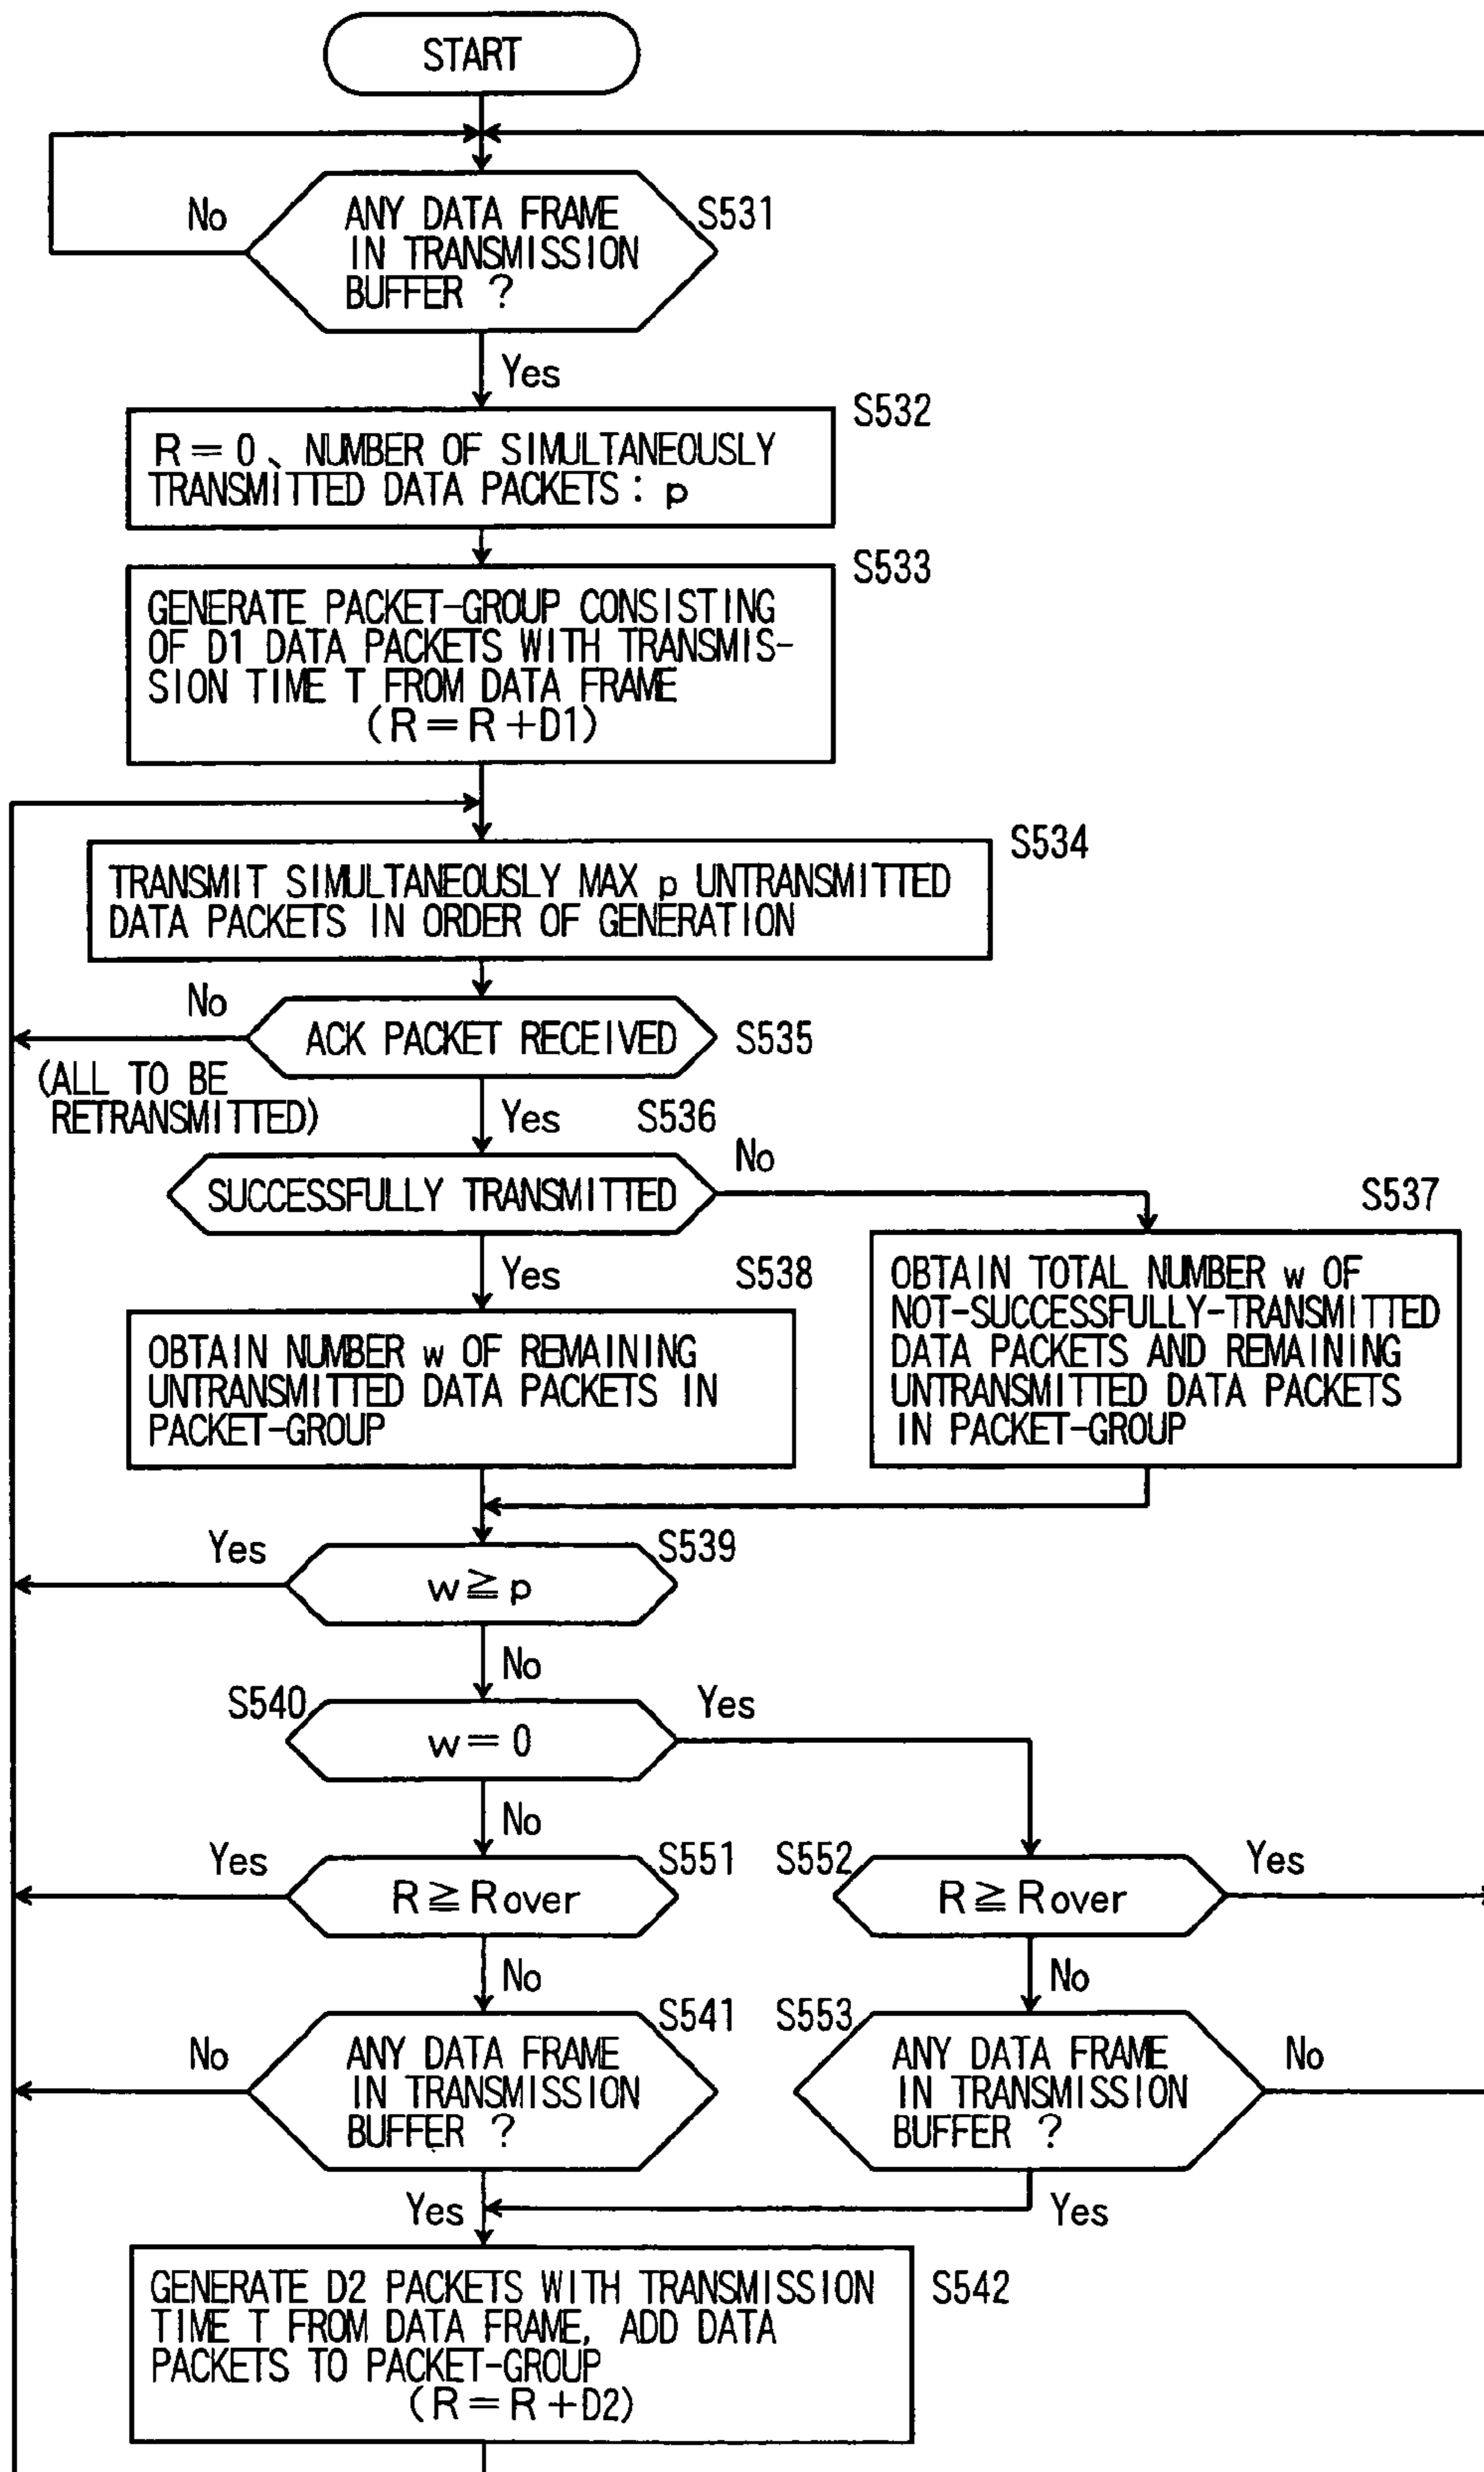 START
No
ANY DATA FRAME
IN TRANSMISSION
BUFFER ?
S531
Yes
S532
R=0、NUMBER OF SIMULTANEOUSLY
TRANSMITTED DATA PACKETS: p
S533
GENERATE PACKET-GROUP CONSISTING
OF D1 DATA PACKETS WITH TRANSMIS-
SION TIME T FROM DATA FRAME
(R=R+D1)
S534
TRANSMIT SIMULTANEOUSLY MAX p UNTRANSMITTED
DATA PACKETS IN ORDER OF GENERATION
No
ACK PACKET RECEIVED
S535
(ALL TO BE
RETRANSMITTED)
Yes
S536
No
SUCCESSFULLY TRANSMITTED
S537
Yes
S538
OBTAIN TOTAL NUMBER w OF
NOT-SUCCESSFULLY-TRANSMITTED
DATA PACKETS AND REMAINING
UNTRANSMITTED DATA PACKETS
IN PACKET-GROUP
OBTAIN NUMBER w OF REMAINING
UNTRANSMITTED DATA PACKETS IN
PACKET-GROUP
Yes
S539
w≧p
No
S540
Yes
w=0
No
Yes
S551
R≧Rover
S552
Yes
R≧Rover
No
No
No
S541
ANY DATA FRAME
IN TRANSMISSION
BUFFER ?
S553
ANY DATA FRAME
IN TRANSMISSION
BUFFER ?
No
Yes
Yes
GENERATE D2 PACKETS WITH TRANSMISSION
TIME T FROM DATA FRAME, ADD DATA
PACKETS TO PACKET-GROUP
(R=R+D2)
S542